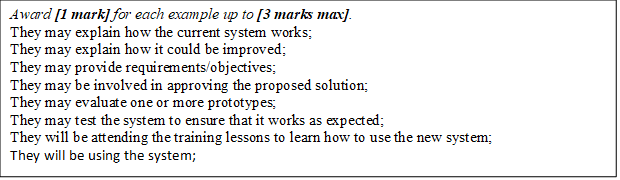 Award [1 mark] for each example up to [3 marks max].
They may explain how the current system works;
They may explain how it could be improved;
They may provide requirements/objectives;
They may be involved in approving the proposed solution;
They may evaluate one or more prototypes;
They may test the system to ensure that it works as expected;
They will be attending the training lessons to learn how to use the new system;
They will be using the system;